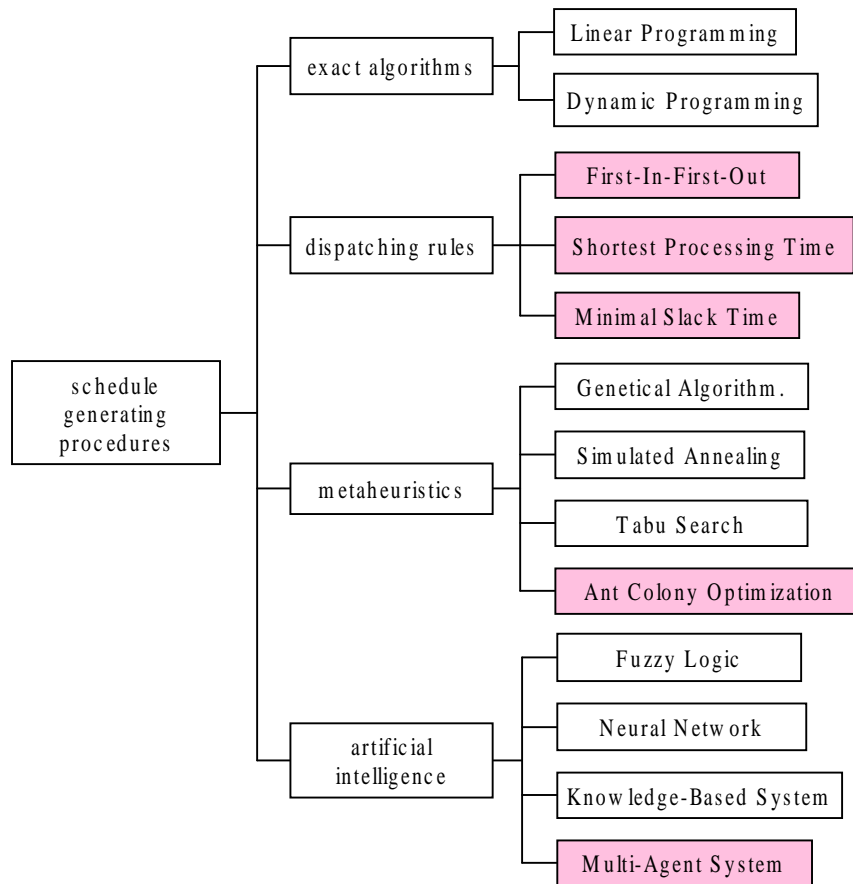 Linear Programming
exact algorithms
Dynamic Programming
First-In-First-Out
dispatching rules
Shortest Processing Time
Minimal Slack Time
schedule
generating
procedures
Genetical Algorithm.
Simulated Annealing
metaheuristics
Tabu Search
Ant Colony Optimization
Fuzzy Logic
Neural Network
artificial
intelligence
Knowledge-Based System
Multi-Agent System